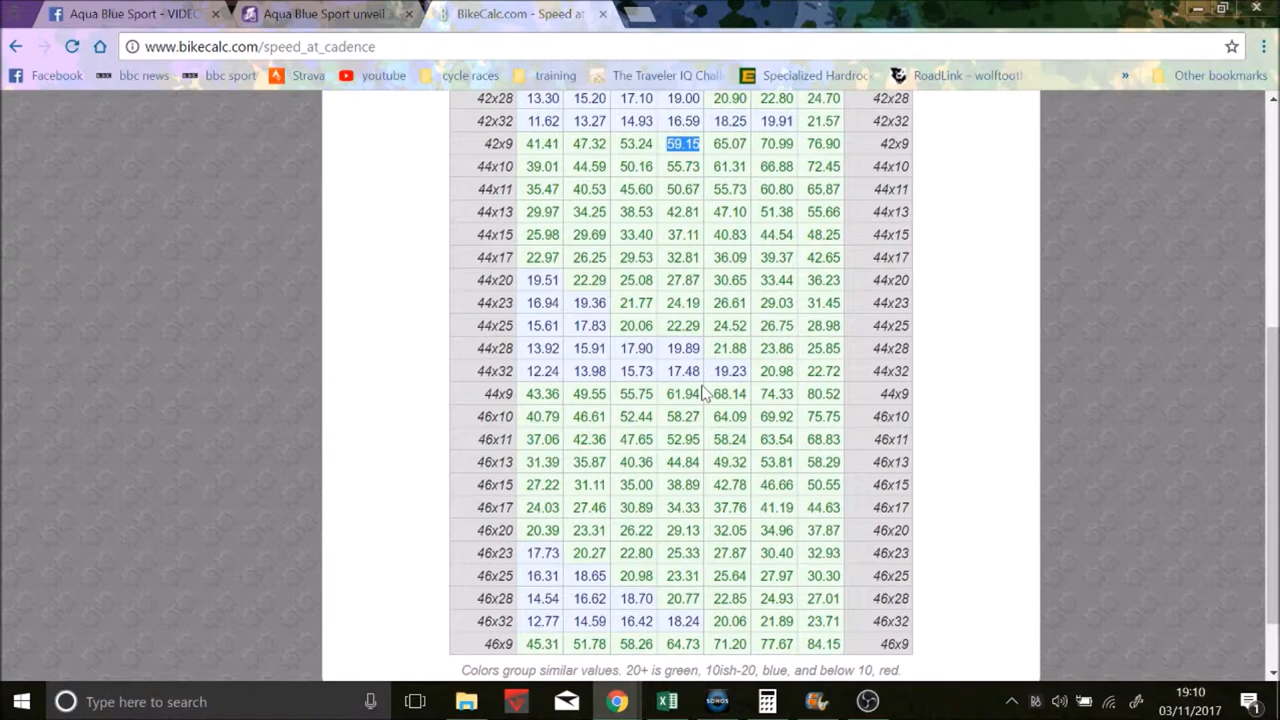 Aqua Blue Sport - VIDEO
Aqua Blue Sport unveil 3
BikeCalc.com - Speed at
www.bikecalc.com/speed_at_cadence
Facebook bbc news bbc sport Strava youtube cycle races training The Traveler IQ Chall Specialized Hardroc RoadLink – wolftooth » Other bookmarks
42x28 13.30 15.20 17.10 19.00 20.90 22.80 24.70 42x28
42x32 11.62 13.27 14.93 16.59 18.25 19.91 21.57 42x32
42x9 41.41 47.32 53.24 59.15 65.07 70.99 76.90 42x9
44x10 39.01 44.59 50.16 55.73 61.31 66.88 72.45 44x10
44x11 35.47 40.53 45.60 50.67 55.73 60.80 65.87 44x11
44x13 29.97 34.25 38.53 42.81 47.10 51.38 55.66 44x13
44x15 25.98 29.69 33.40 37.11 40.83 44.54 48.25 44x15
44x17 22.97 26.25 29.53 32.81 36.09 39.37 42.65 44x17
44x20 19.51 22.29 25.08 27.87 30.65 33.44 36.23 44x20
44x23 16.94 19.36 21.77 24.19 26.61 29.03 31.45 44x23
44x25 15.61 17.83 20.06 22.29 24.52 26.75 28.98 44x25
44x28 13.92 15.91 17.90 19.89 21.88 23.86 25.85 44x28
44x32 12.24 13.98 15.73 17.48 19.23 20.98 22.72 44x32
44x9 43.36 49.55 55.75 61.94 68.14 74.33 80.52 44x9
46x10 40.79 46.61 52.44 58.27 64.09 69.92 75.75 46x10
46x11 37.06 42.36 47.65 52.95 58.24 63.54 68.83 46x11
46x13 31.39 35.87 40.36 44.84 49.32 53.81 58.29 46x13
46x15 27.22 31.11 35.00 38.89 42.78 46.66 50.55 46x15
46x17 24.03 27.46 30.89 34.33 37.76 41.19 44.63 46x17
46x20 20.39 23.31 26.22 29.13 32.05 34.96 37.87 46x20
46x23 17.73 20.27 22.80 25.33 27.87 30.40 32.93 46x23
46x25 16.31 18.65 20.98 23.31 25.64 27.97 30.30 46x25
46x28 14.54 16.62 18.70 20.77 22.85 24.93 27.01 46x28
46x32 12.77 14.59 16.42 18.24 20.06 21.89 23.71 46x32
46x9 45.31 51.78 58.26 64.73 71.20 77.67 84.15 46x9
Colors group similar values. 20+ is green, 10ish-20, blue, and below 10, red.
Type here to search
SONOS
19:10
03/11/2017
1